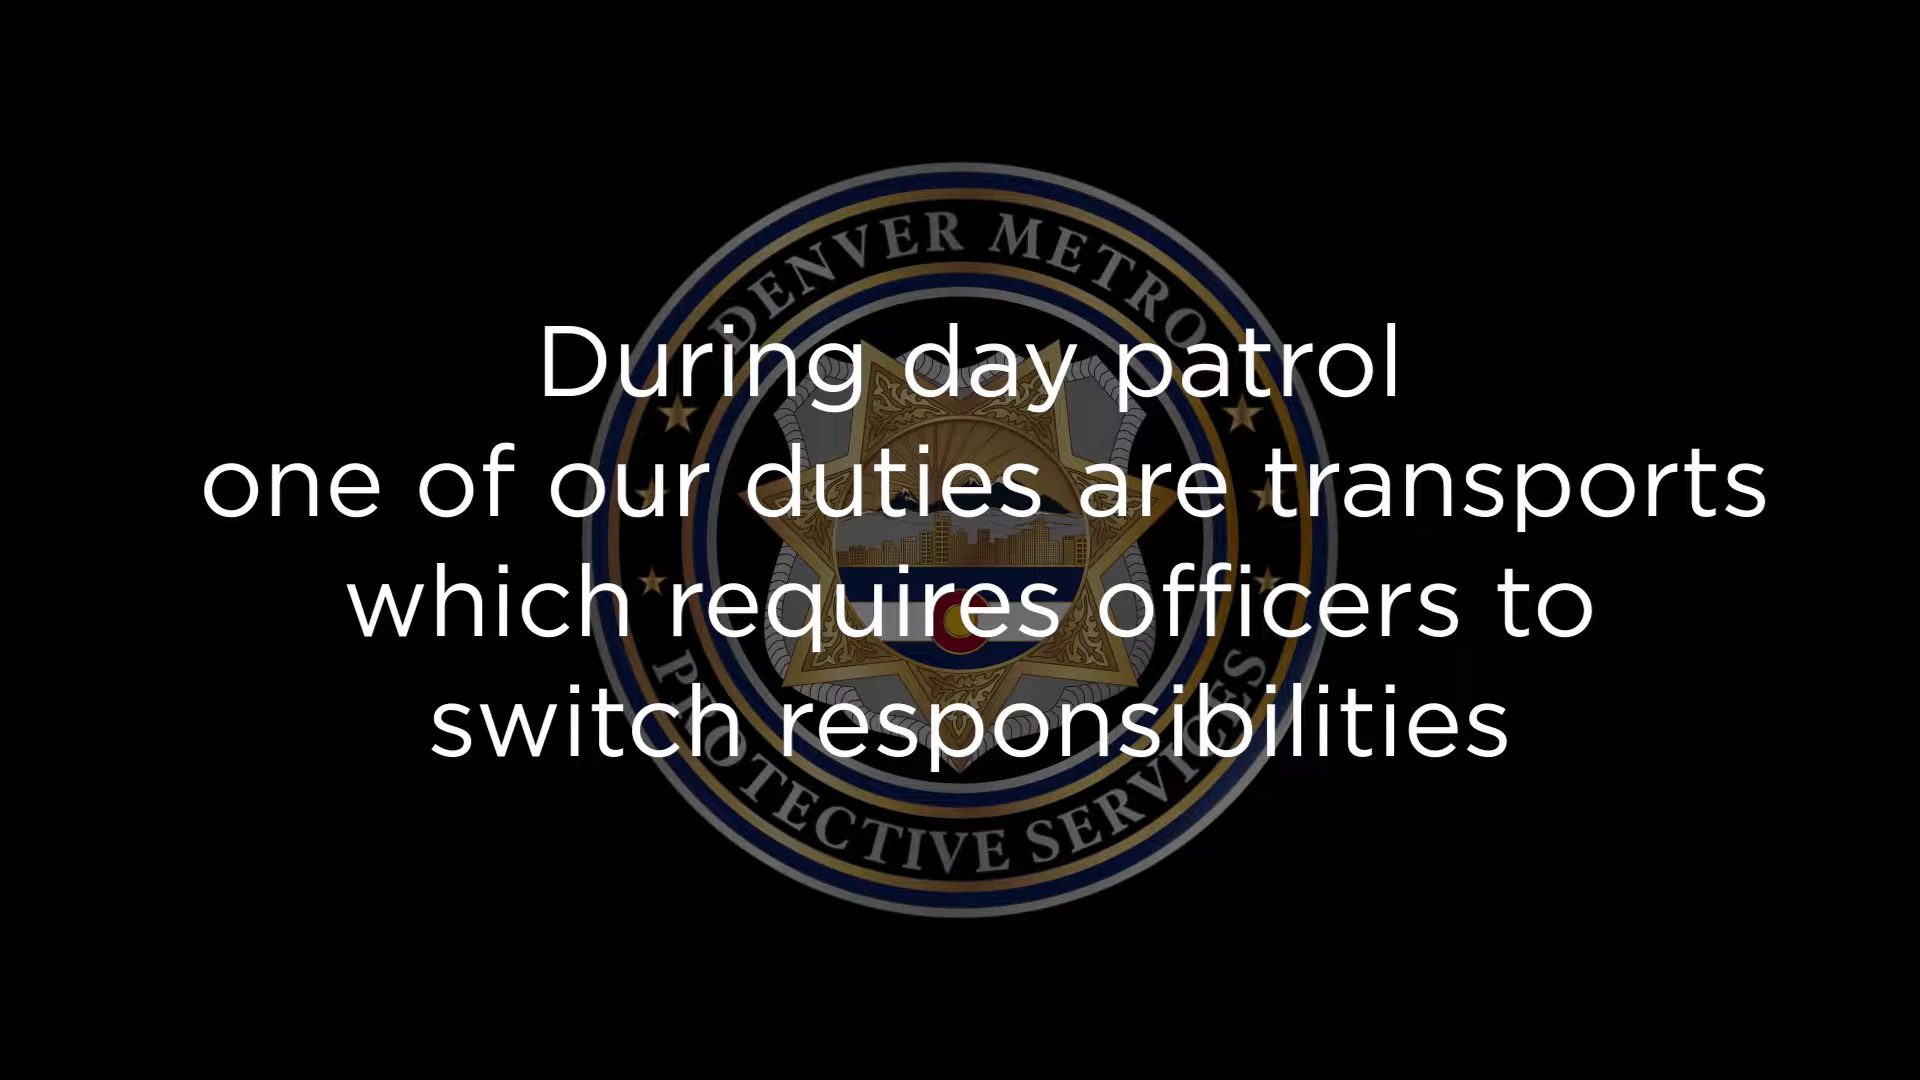 DENVER METRO
During day patrol
one of our duties are transports
which requires officers to
switch responsibilities
PROTECTIVE SERVICES